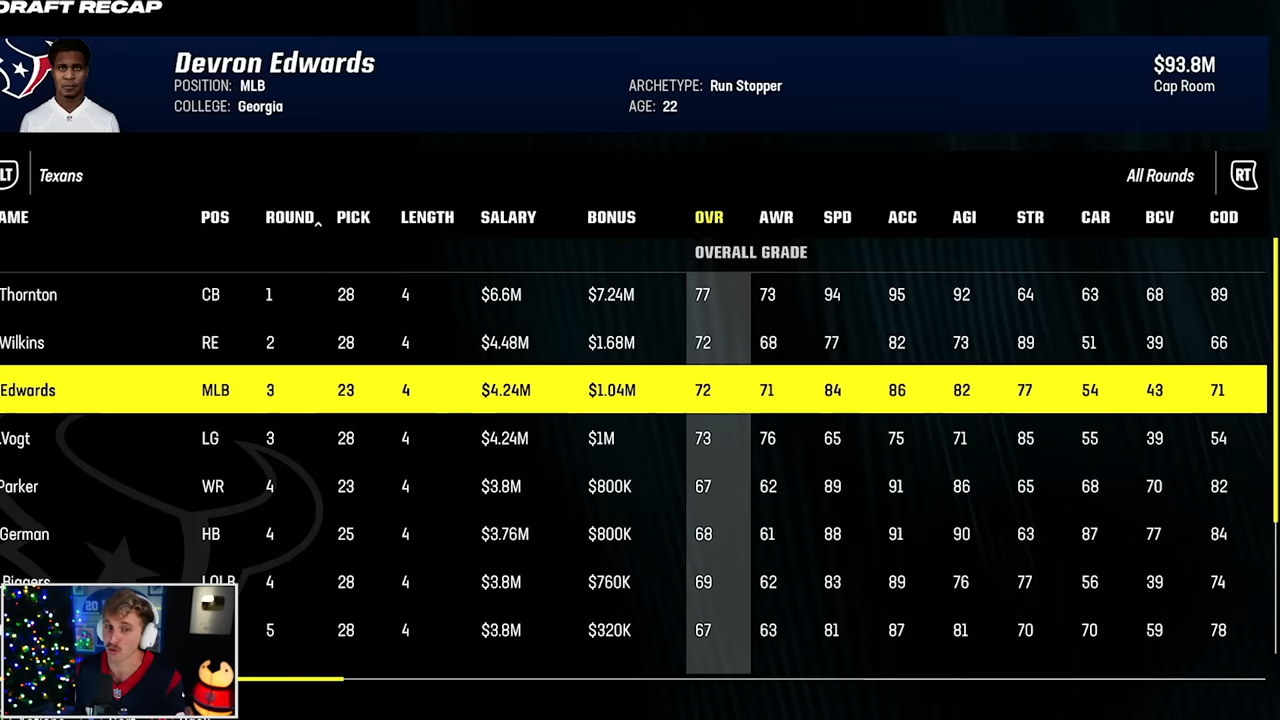 DRAFT RECAP
Devron Edwards
POSITION: MLB
COLLEGE: Georgia
ARCHETYPE: Run Stopper
AGE: 22
$93.8M
Cap Room
LT Texans All Rounds RT
AME POS ROUND PICK LENGTH SALARY BONUS OVR AWR SPD ACC AGI STR CAR BCV COD
OVERALL GRADE
Thornton CB 1 28 4 $6.6M $7.24M 77 73 94 95 92 64 63 68 89
Wilkins RE 2 28 4 $4.48M $1.68M 72 68 77 82 73 89 51 39 66
Edwards MLB 3 23 4 $4.24M $1.04M 72 71 84 86 82 77 54 43 71
.Vogt LG 3 28 4 $4.24M $1M 73 76 65 75 71 85 55 39 54
Parker WR 4 23 4 $3.8M $800K 67 62 89 91 86 65 68 70 82
German HB 4 25 4 $3.76M $800K 68 61 88 91 90 63 87 77 84
Biggers LOLB 4 28 4 $3.8M $760K 69 62 83 89 76 77 56 39 74
5 28 4 $3.8M $320K 67 63 81 87 81 70 70 59 78